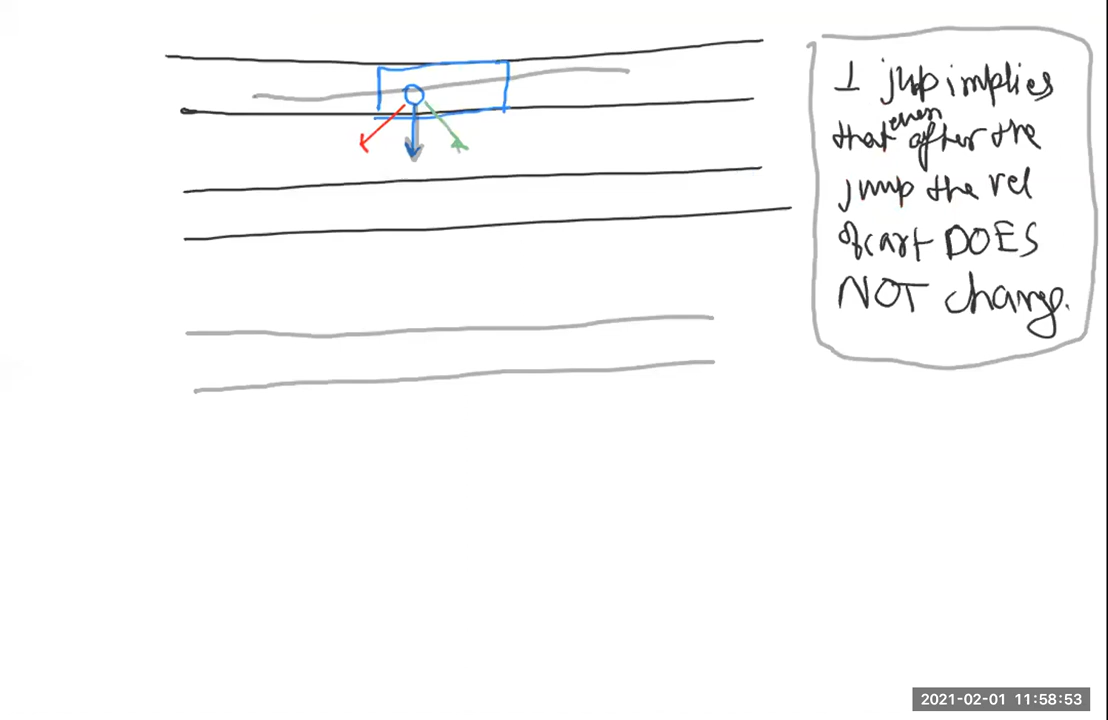 ⊥ jump implies
that even after the
jump the vel
of cart DOES
NOT change.
2021-02-01 11:58:53